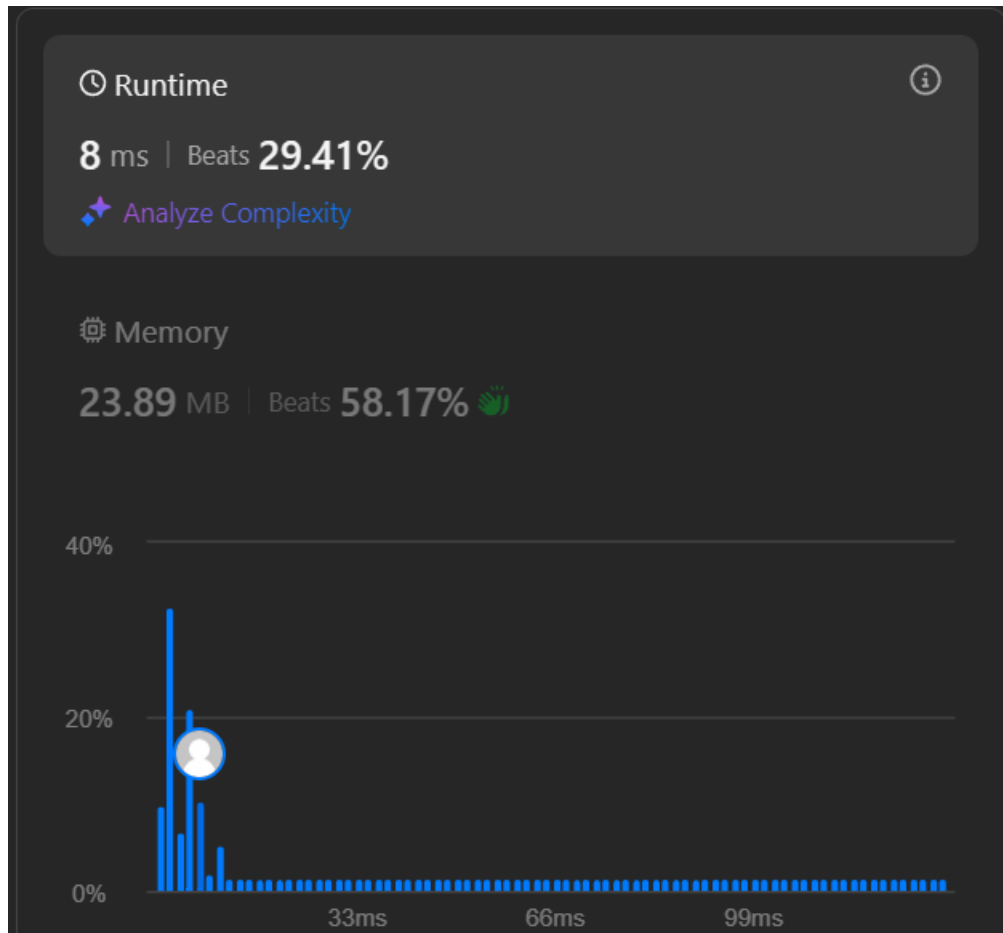 Runtime
8 ms | Beats 29.41%
Analyze Complexity
Memory
23.89 MB | Beats 58.17%
40%
20%
0%
33ms 66ms 99ms